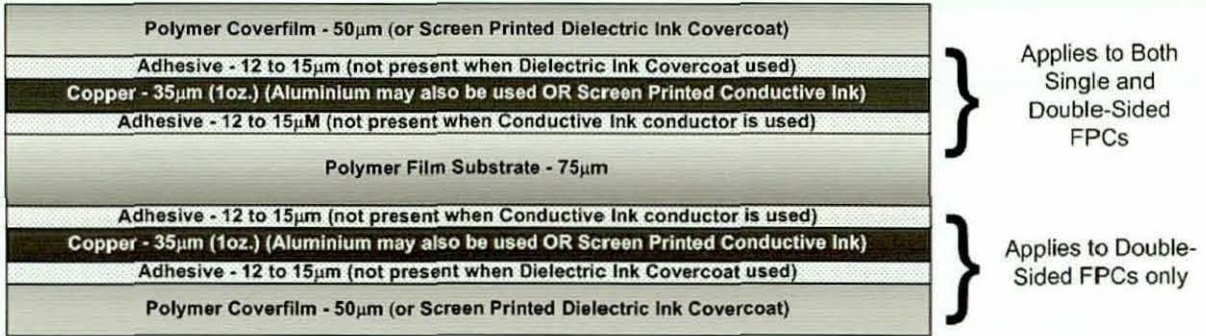 Polymer Coverfilm - 50μm (or Screen Printed Dielectric Ink Covercoat)
Adhesive - 12 to 15μm (not present when Dielectric Ink Covercoat used)
Copper - 35μm (1oz.) (Aluminium may also be used OR Screen Printed Conductive Ink)
Adhesive - 12 to 15μM (not present when Conductive Ink conductor is used)
Polymer Film Substrate - 75μm
Adhesive - 12 to 15μm (not present when Conductive Ink conductor is used)
Copper - 35μm (1oz.) (Aluminium may also be used OR Screen Printed Conductive Ink)
Adhesive - 12 to 15μm (not present when Dielectric Ink Covercoat used)
Polymer Coverfilm - 50μm (or Screen Printed Dielectric Ink Covercoat)
Applies to Both
Single and
Double-Sided
FPCs
Applies to Double-
Sided FPCs only